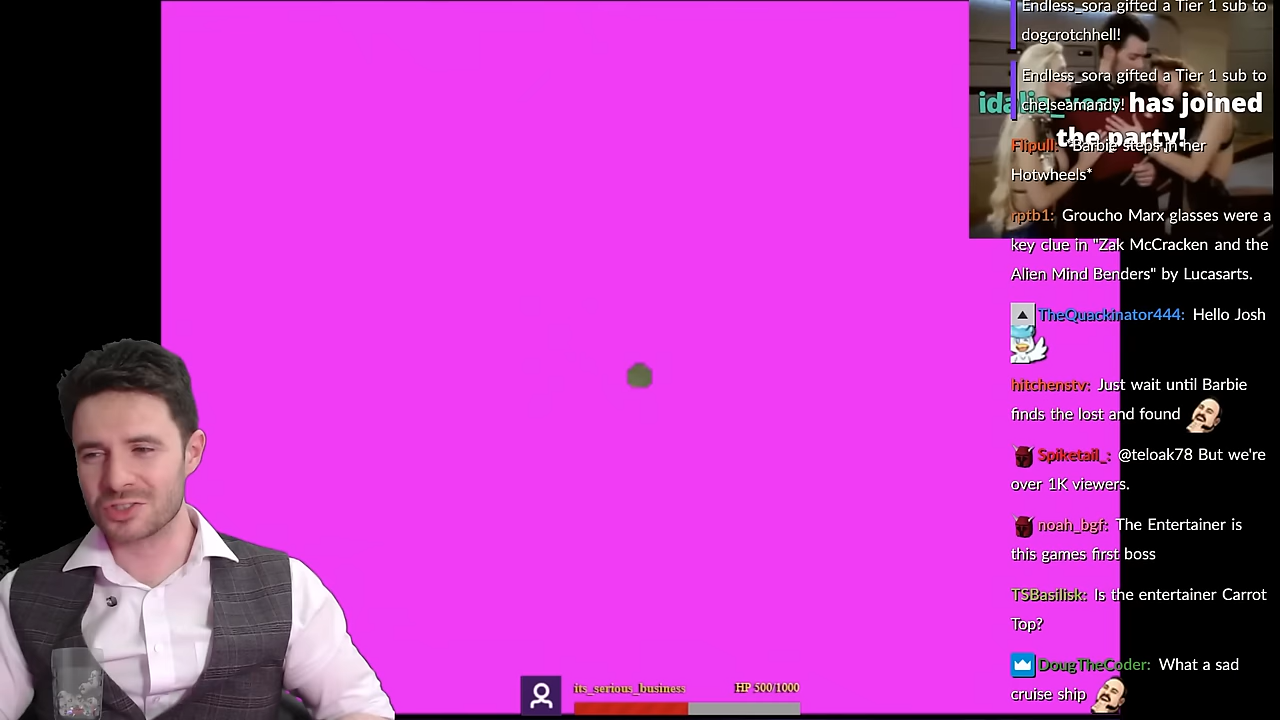 Endless_sora gifted a Tier 1 sub to
dogcrotchhell!
Endless_sora gifted a Tier 1 sub to
chelseamandy!
has joined
the party!
Flipull: *Barbie steps in her
Hotwheels*
rptb1: Groucho Marx glasses were a
key clue in "Zak McCracken and the
Alien Mind Benders" by Lucasarts.
TheQuackinator444: Hello Josh
hitchenstv: Just wait until Barbie
finds the lost and found
Spiketail_: @teloak78 But we're
over 1K viewers.
noah_bgf: The Entertainer is
this games first boss
TSBasilisk: Is the entertainer Carrot
Top?
DougTheCoder: What a sad
cruise ship
its_serious_business HP 500/1000